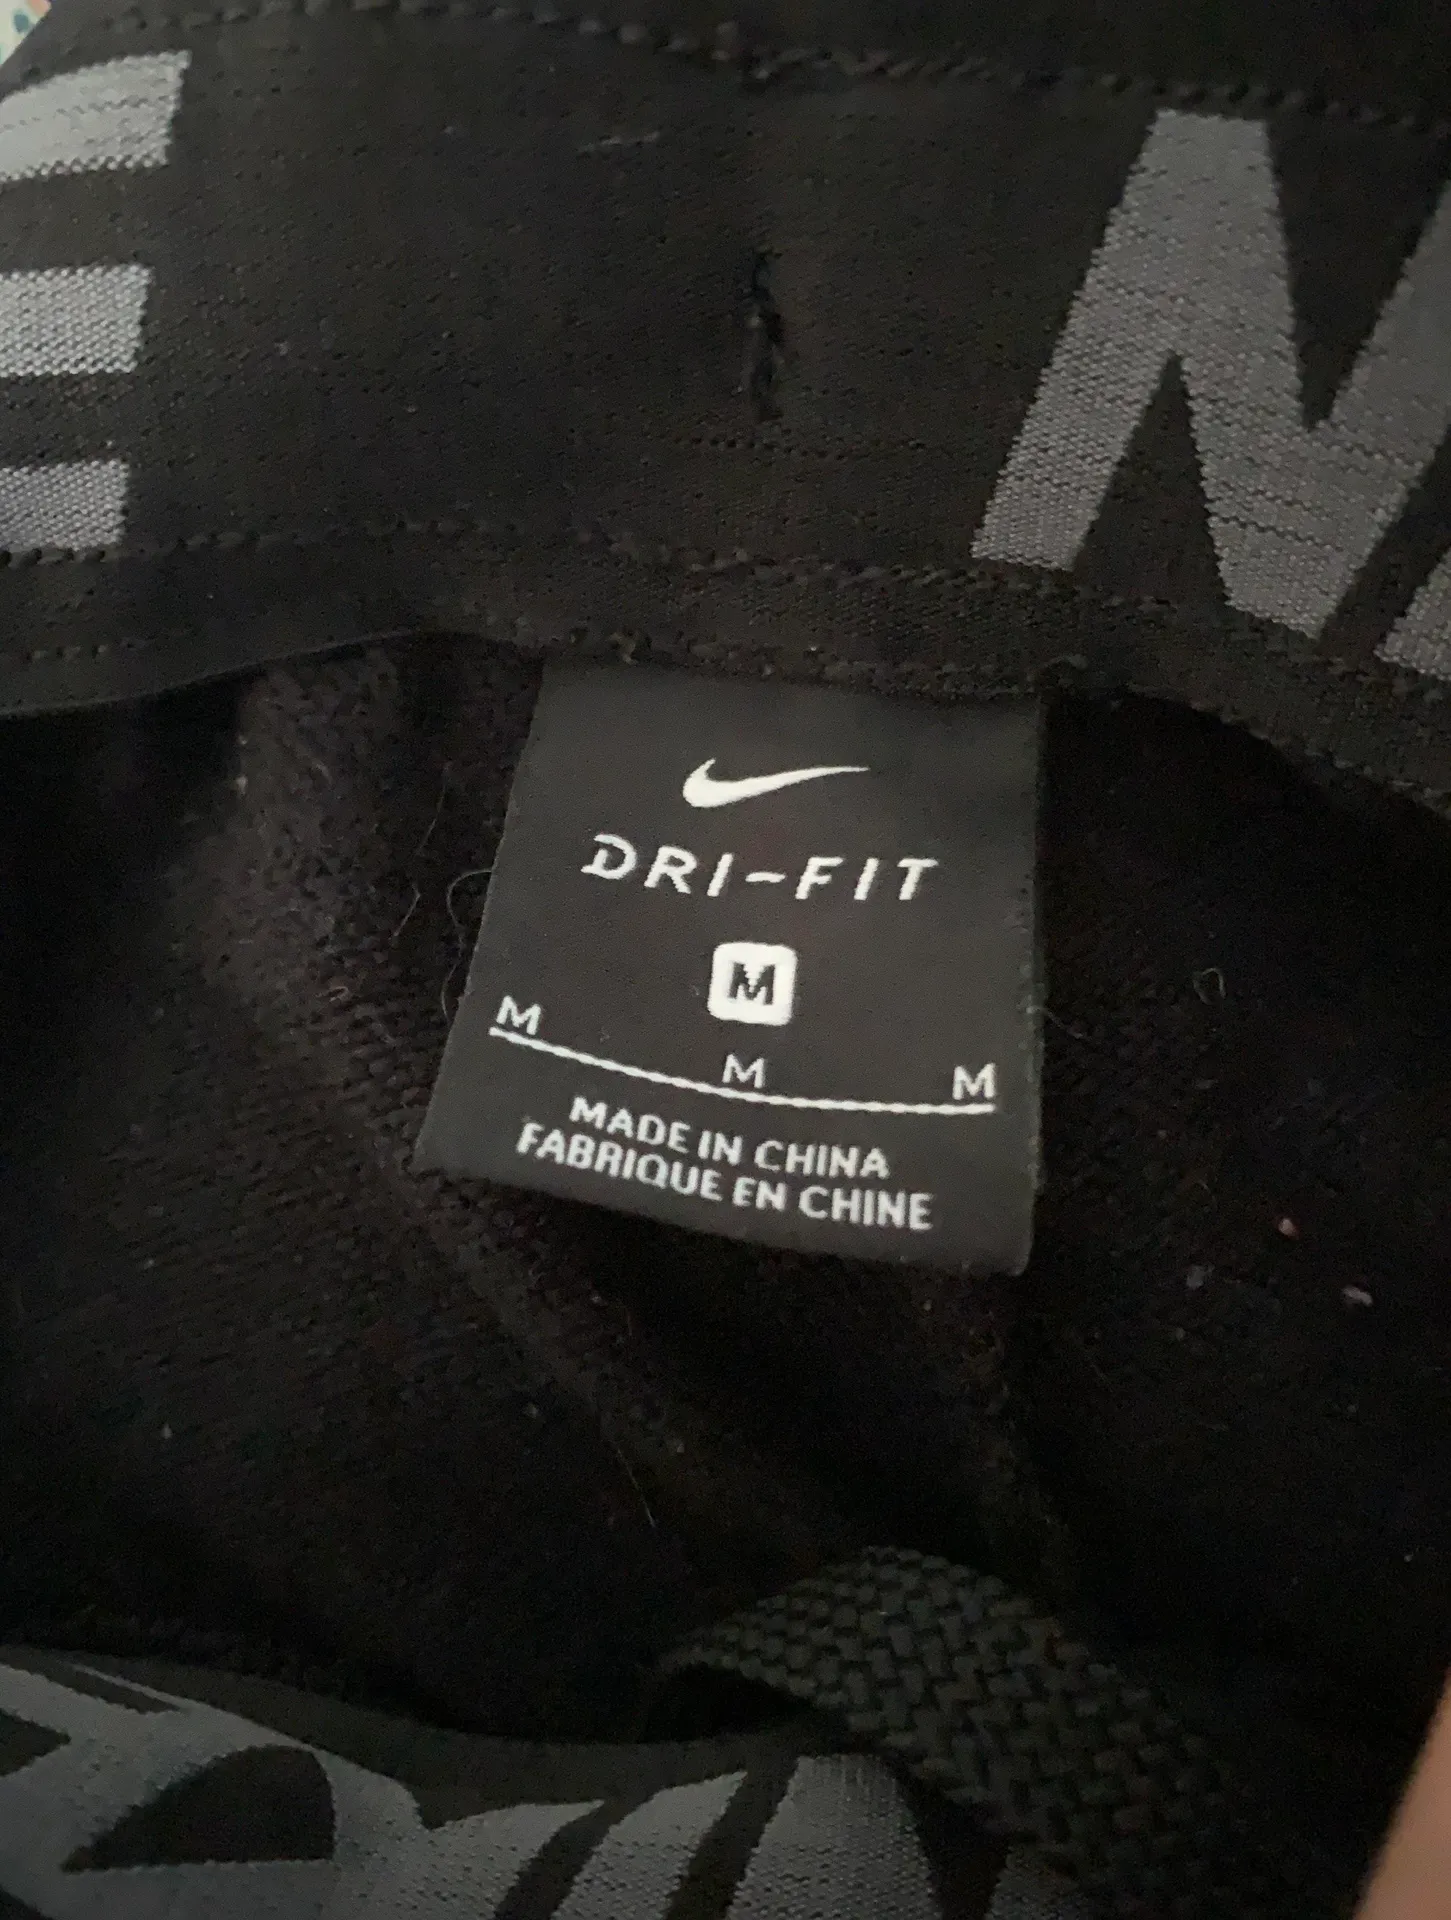 DRI-FIT
M
M M M
MADE IN CHINA
FABRIQUE EN CHINE